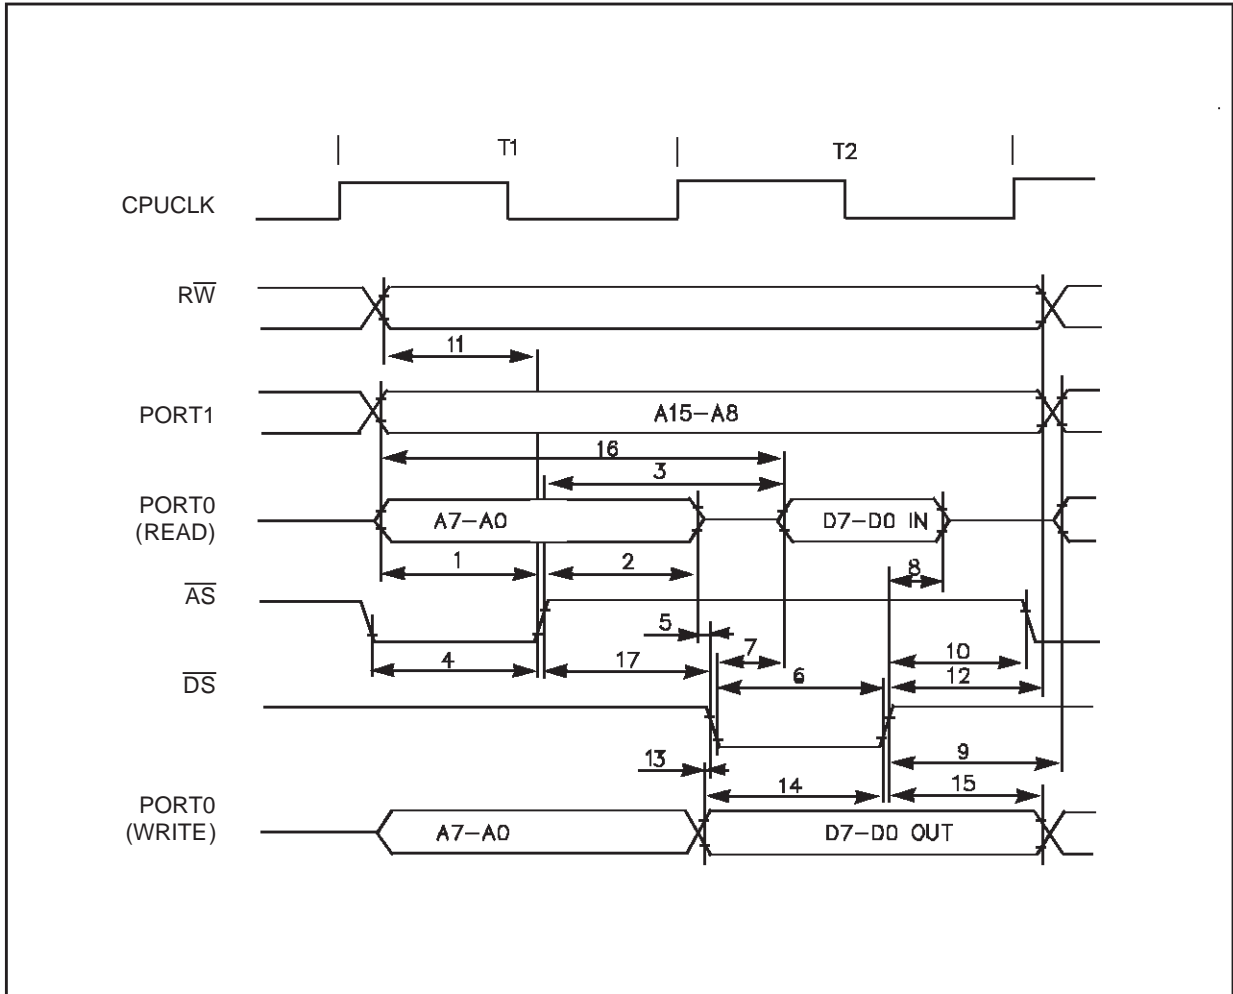 T1
T2
CPUCLK
RW̅
11
PORT1
A15-A8
16
3
PORT0
(READ)
A7-A0
D7-D0 IN
1
2
8
A̅S̅
5
7
4
17
10
D̅S̅
6
12
13
9
14
15
PORT0
(WRITE)
A7-A0
D7-D0 OUT